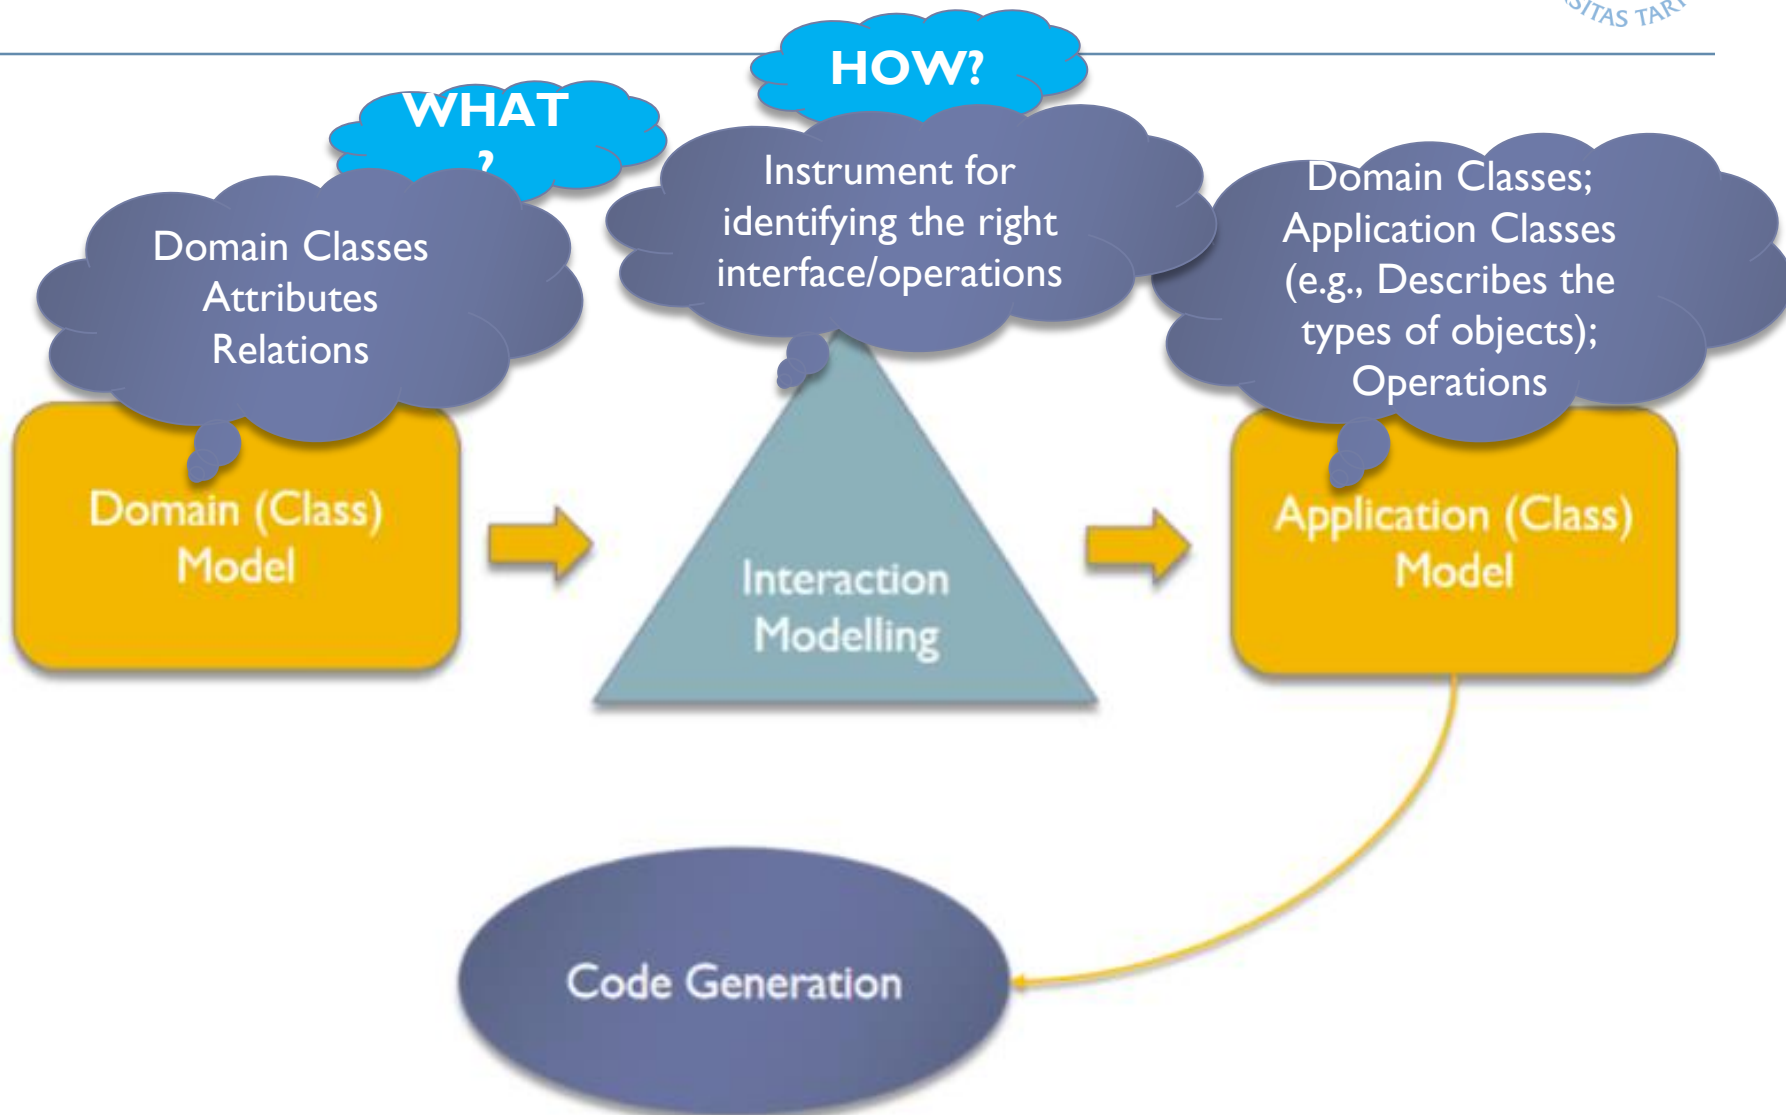 HOW?
WHAT
?
Instrument for
identifying the right
interface/operations
Domain Classes;
Application Classes
(e.g., Describes the
types of objects);
Operations
Domain Classes
Attributes
Relations
Domain (Class)
Model
Interaction
Modelling
Application (Class)
Model
Code Generation